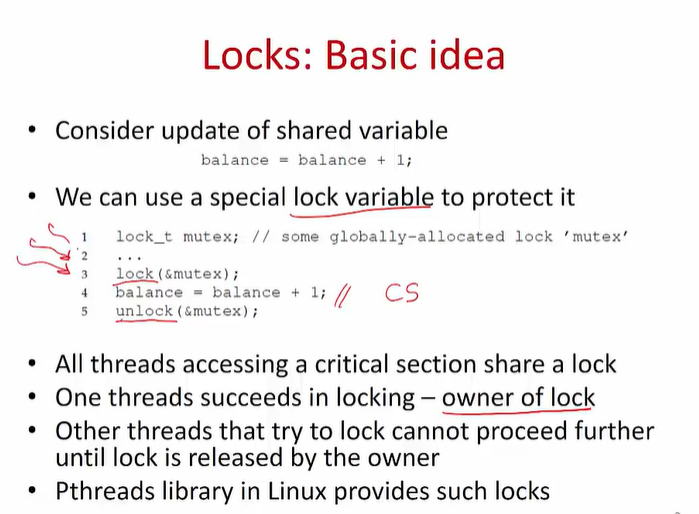 Locks: Basic idea
• Consider update of shared variable
balance = balance + 1;
• We can use a special lock variable to protect it
1 lock_t mutex; // some globally-allocated lock ’mutex’
2 ...
3 lock(&mutex);
4 balance = balance + 1; // CS
5 unlock(&mutex);
• All threads accessing a critical section share a lock
• One threads succeeds in locking – owner of lock
• Other threads that try to lock cannot proceed further
until lock is released by the owner
• Pthreads library in Linux provides such locks